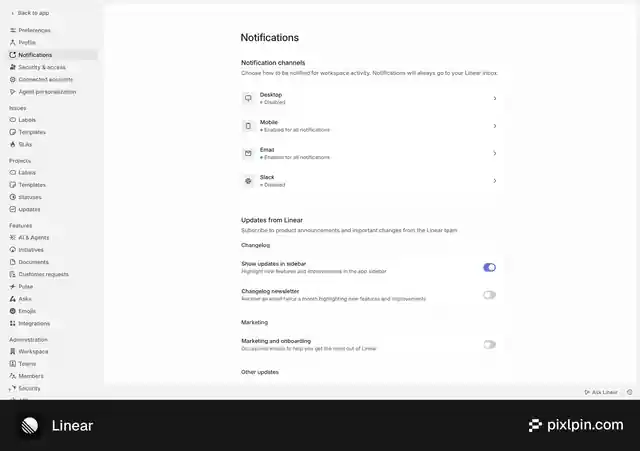 Back to app
Preferences
Profile
Notifications
Security & access
Connected accounts
Agent personalization
Issues
Labels
Templates
SLAs
Projects
Labels
Templates
Statuses
Updates
Features
AI & Agents
Initiatives
Documents
Customer requests
Pulse
Asks
Emojis
Integrations
Administration
Workspace
Teams
Members
Security
Notifications
Notification channels
Choose how to be notified for workspace activity. Notifications will always go to your Linear inbox.
Desktop
Disabled
Mobile
Enabled for all notifications
Email
Enabled for all notifications
Slack
Disabled
Updates from Linear
Subscribe to product announcements and important changes from the Linear team
Changelog
Show updates in sidebar
Highlight new features and improvements in the app sidebar
Changelog newsletter
Receive an email twice a month highlighting new features and improvements
Marketing
Marketing and onboarding
Occasional emails to help you get the most out of Linear
Other updates
Ask Linear
Linear
pixlpin.com